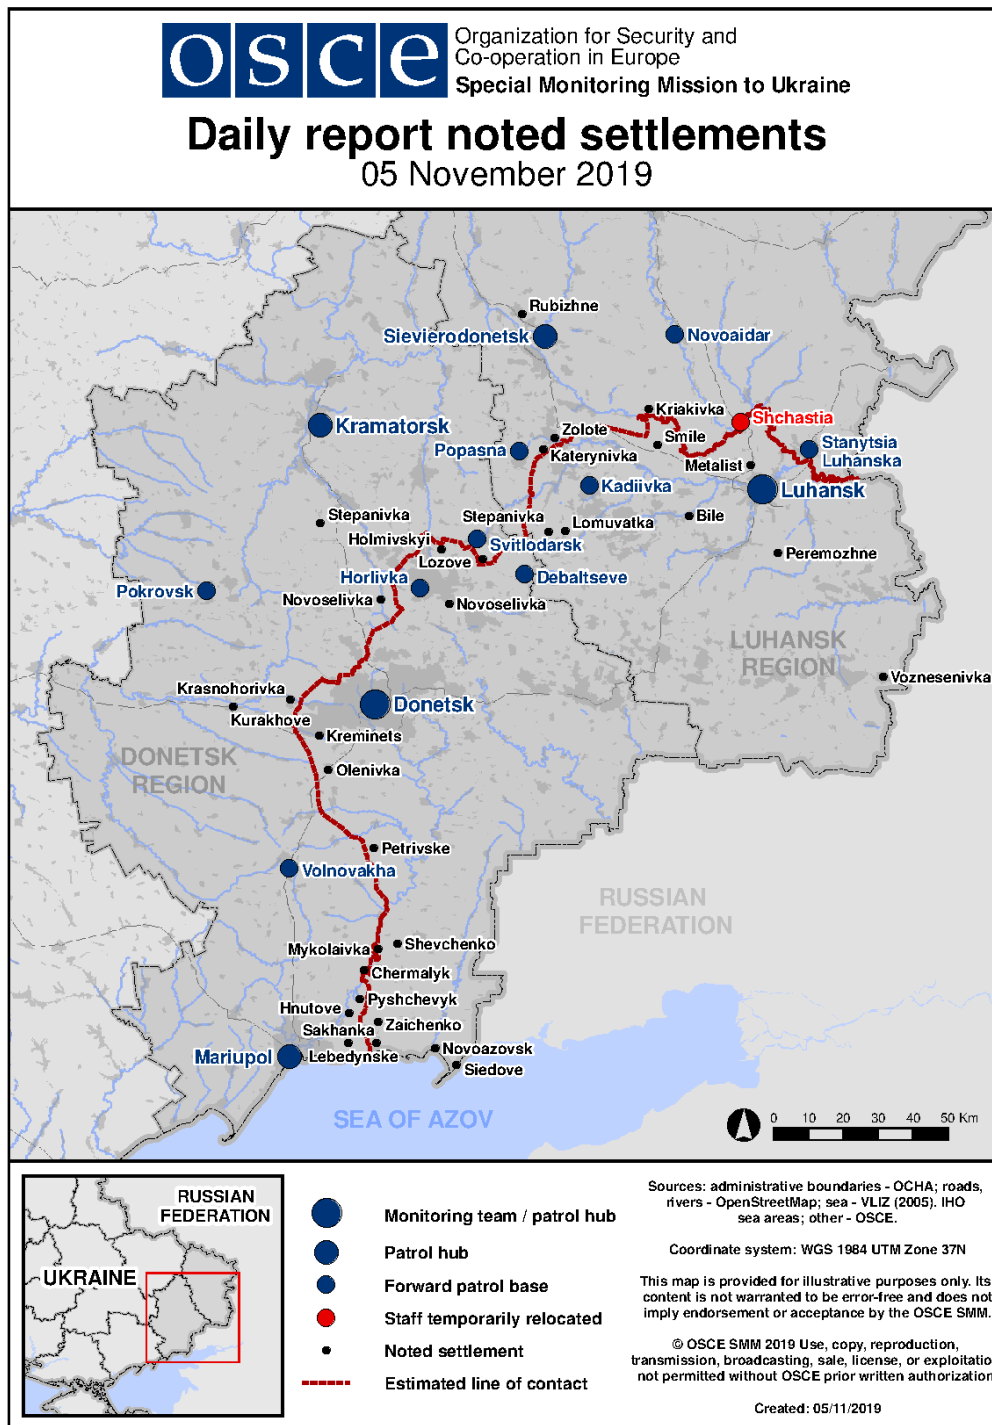 osce
Organization for Security and
Co-operation in Europe
Special Monitoring Mission to Ukraine
Daily report noted settlements
05 November 2019
Rubizhne
Sievierodonetsk
Novoaidar
Kriakivka
Shchastia
Kramatorsk
Zolote
Smile
Stanytsia
Luhanska
Popasna
Katerynivka
Metalist
Kadiivka
Luhansk
Stepanivka
Stepanivka
Lomuvatka
Bile
Holmivskyi
Svitlodarsk
Lozove
Peremozhne
Horlivka
Debaltseve
Pokrovsk
Novoselivka
Novoselivka
LUHANSK
REGION
Voznesenivka
Krasnohorivka
Donetsk
Kurakhove
Kreminets
DONETSK
REGION
Olenivka
Petrivske
Volnovakha
RUSSIAN
FEDERATION
Mykolaivka
Shevchenko
Chermalyk
Pyshchevyk
Hnutove
Sakhanka
Zaichenko
Mariupol
Lebedynske
Novoazovsk
Siedove
SEA OF AZOV
0 10 20 30 40 50 Km
RUSSIAN
FEDERATION
UKRAINE
Monitoring team / patrol hub
Patrol hub
Forward patrol base
Staff temporarily relocated
Noted settlement
Estimated line of contact
Sources: administrative boundaries - OCHA; roads,
rivers - OpenStreetMap; sea - VLIZ (2005). IHO
sea areas; other - OSCE.
Coordinate system: WGS 1984 UTM Zone 37N
This map is provided for illustrative purposes only. Its
content is not warranted to be error-free and does not
imply endorsement or acceptance by the OSCE SMM.
© OSCE SMM 2019 Use, copy, reproduction,
transmission, broadcasting, sale, license, or exploitatio
not permitted without OSCE prior written authorization
Created: 05/11/2019